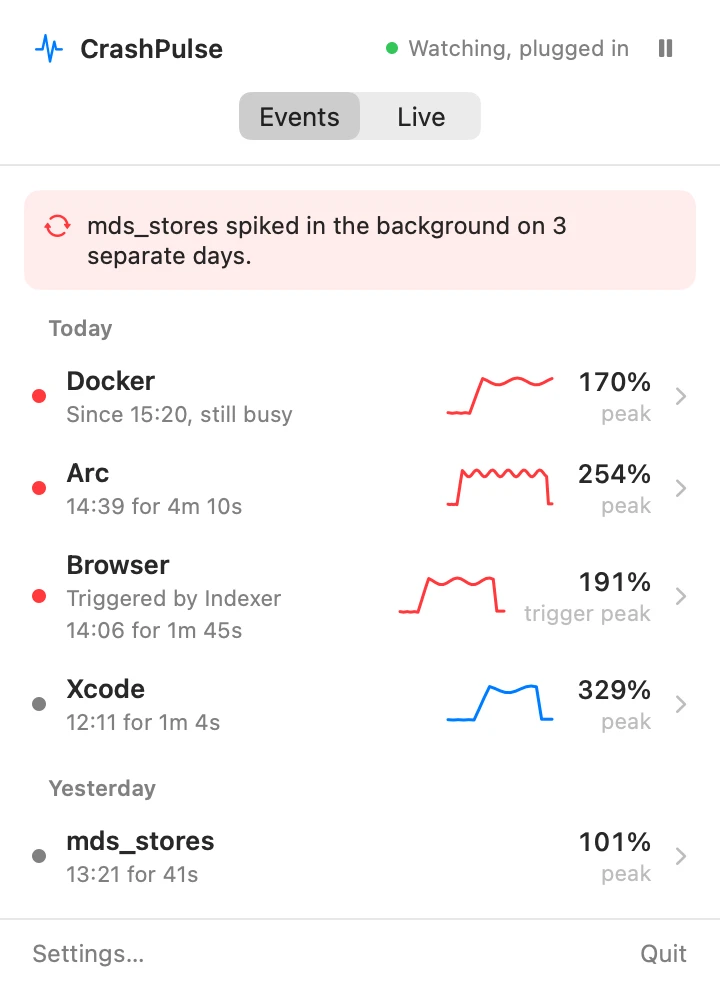 CrashPulse
Watching, plugged in
Events
Live
mds_stores spiked in the background on 3
separate days.
Today
Docker
Since 15:20, still busy
170%
peak
Arc
14:39 for 4m 10s
254%
peak
Browser
Triggered by Indexer
14:06 for 1m 45s
191%
trigger peak
Xcode
12:11 for 1m 4s
329%
peak
Yesterday
mds_stores
13:21 for 41s
101%
peak
Settings...
Quit